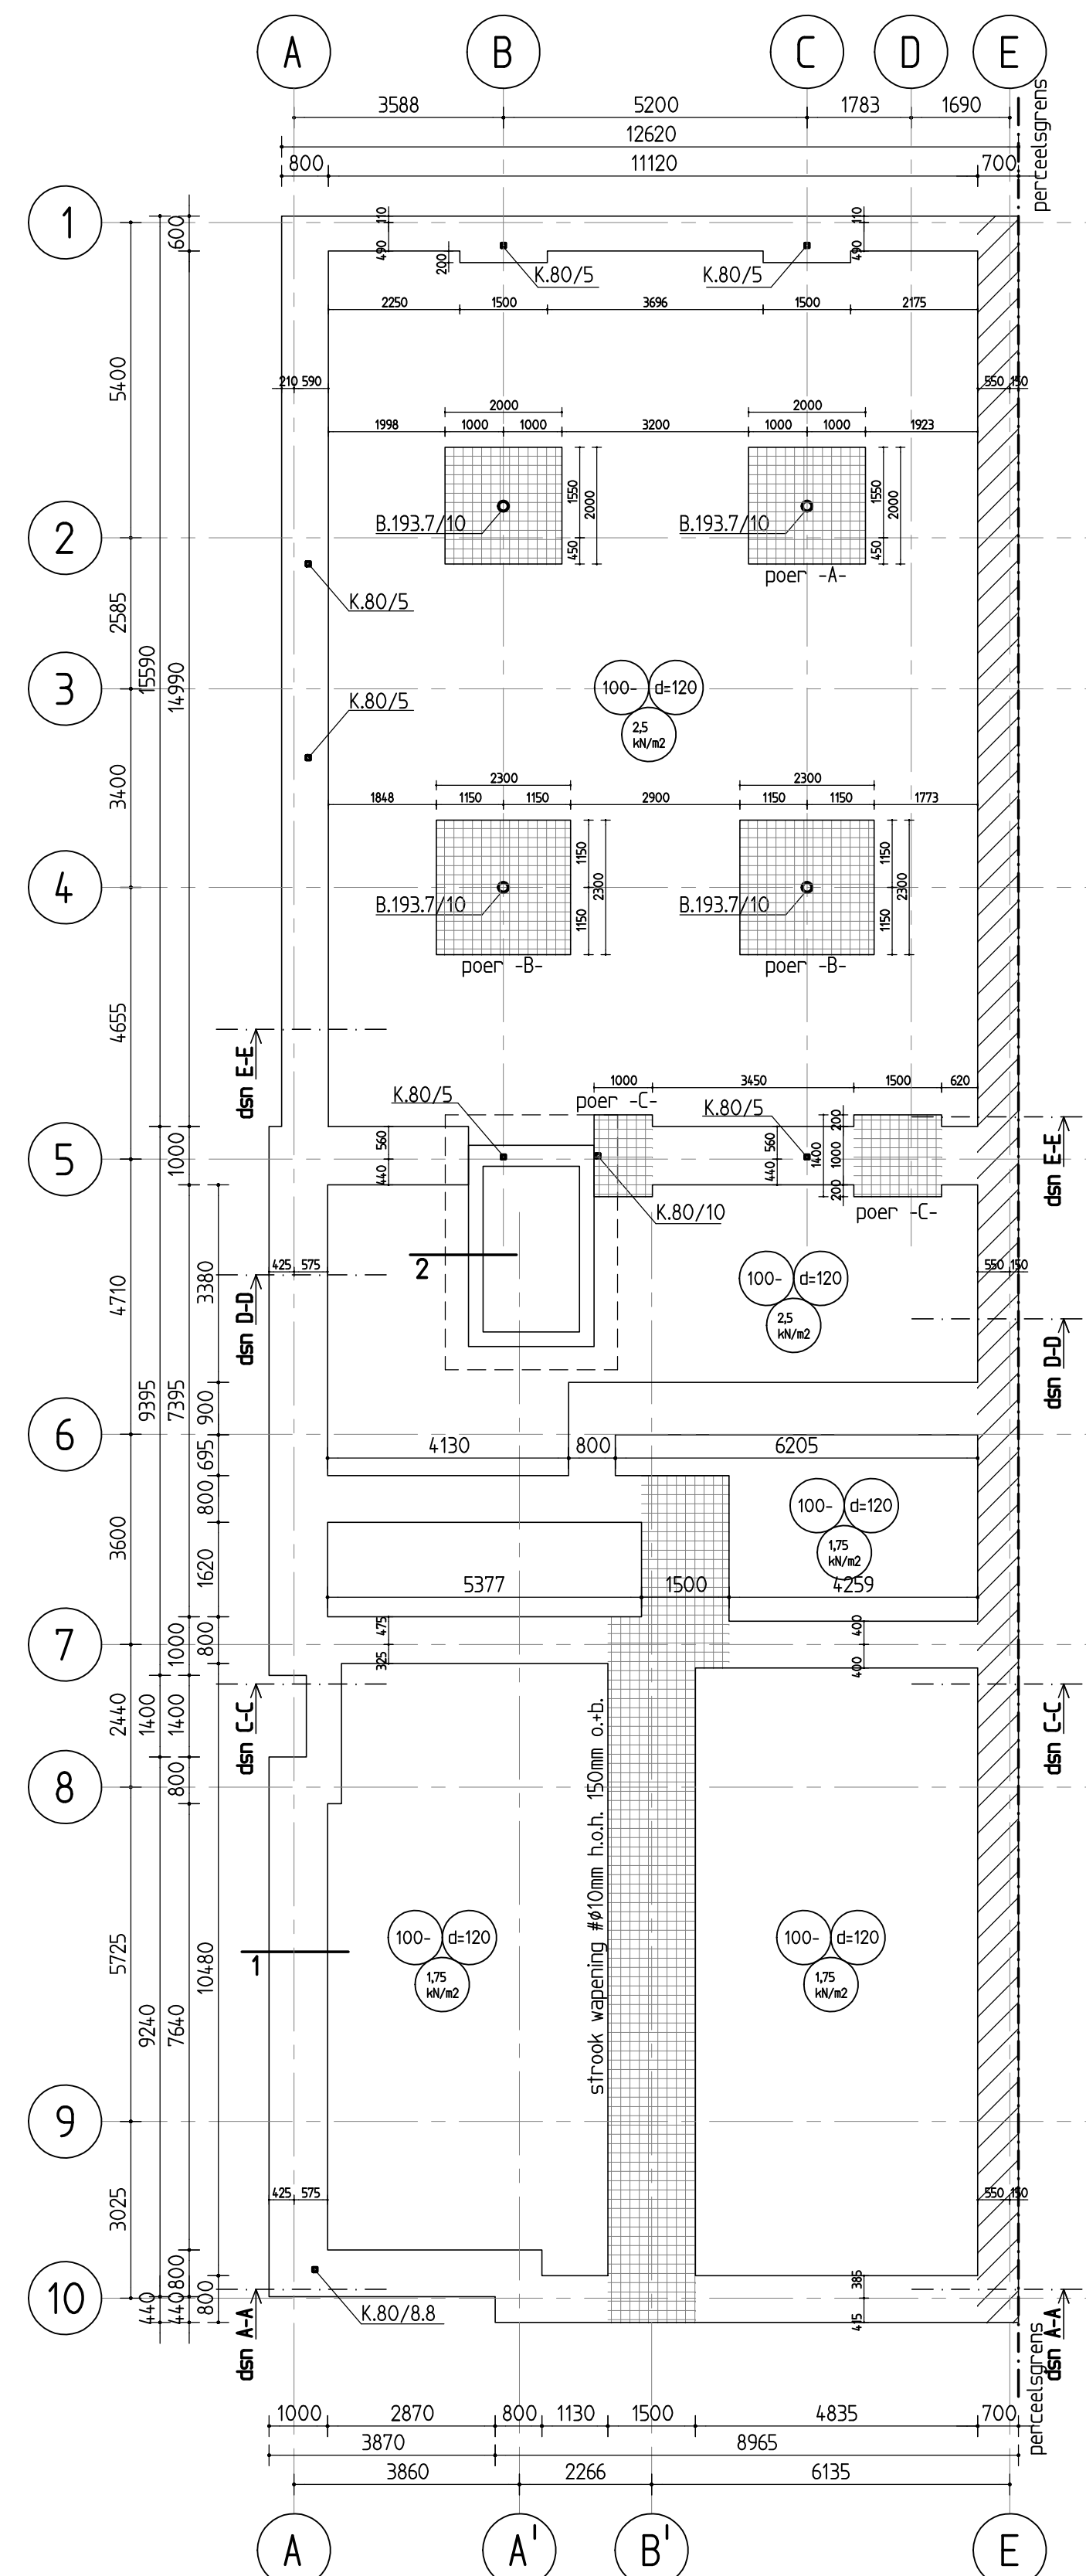 A B C D E
perceelsgrens
3588 5200 1783 1690
12620
800 11120 700
1
600
110 110
490 490
200
K.80/5 K.80/5
2250 1500 3696 1500 2175
5400
210 590 550 150
2000 2000
1998 1000 1000 3200 1000 1000 1923
1550 2000 1550 2000
B.193.7/10 B.193.7/10
2
450 450
poer -A-
K.80/5
2585
15590 14990
3
100- d=120
2,5
kN/m2
K.80/5
3400
2300 2300
1848 1150 1150 2900 1150 1150 1773
1150 2300 1150 2300
4
B.193.7/10 B.193.7/10
1150 1150
poer -B- poer -B-
4655
dsn E-E
1000 3450 1500 620
K.80/5 poer -C- K.80/5
5
1000
560 560 1400 200 1000 200
440 440
dsn E-E
K.80/10 poer -C-
2
425 575 550 150
4710 3380
100- d=120
2,5
kN/m2
dsn D-D dsn D-D
9395 7395 900
6
4130 800 6205
695
800
100- d=120
1,75
kN/m2
3600 1620
5377 1500 4259
7
1000 800
475 400
325 400
dsn C-C dsn C-C
2440 1400 1400
8
800
strook wapening #ø10mm h.o.h. 150mm o.+b.
100- d=120 100- d=120
1,75 1,75
kN/m2 kN/m2
1
5725 10480
9240 7640
9
3025
425 575 550 150
10
440 440 800 800
385
415
K.80/8.8
dsn A-A dsn A-A
perceelsgrens
1000 2870 800 1130 1500 4835 700
3870 8965
3860 2266 6135
A A' B' E